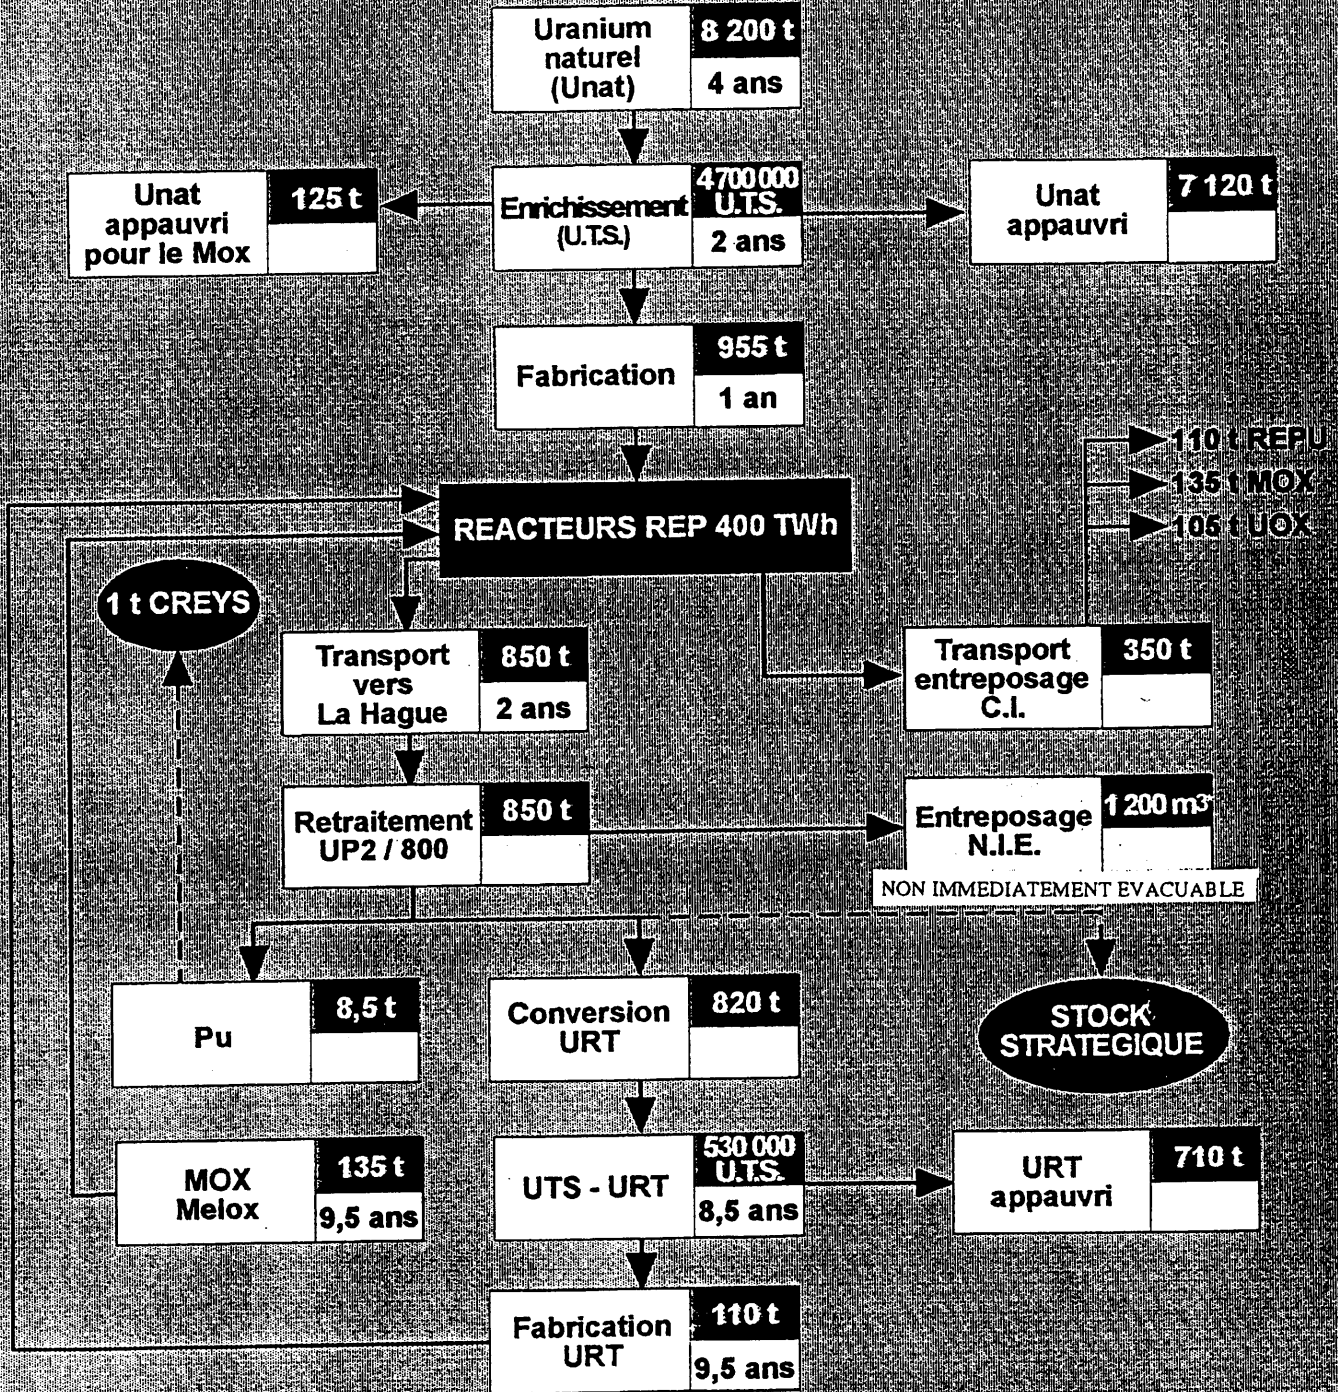 Uranium
naturel
(Unat)
8 200 t
4 ans
Unat
appauvri
pour le Mox
125 t
Enrichissement
(U.T.S.)
4 700 000
U.T.S.
2 ans
Unat
appauvri
7 120 t
Fabrication
955 t
1 an
110 t REPU
135 t MOX
105 t UOX
REACTEURS REP 400 TWh
1 t CREYS
Transport
vers
La Hague
850 t
2 ans
Transport
entreposage
C.I.
350 t
Retraitement
UP2 / 800
850 t
Entreposage
N.I.E.
1 200 m³
NON IMMEDIATEMENT EVACUABLE
Pu
8,5 t
Conversion
URT
820 t
STOCK
STRATEGIQUE
MOX
Melox
135 t
9,5 ans
UTS - URT
530 000
U.T.S.
8,5 ans
URT
appauvri
710 t
Fabrication
URT
110 t
9,5 ans